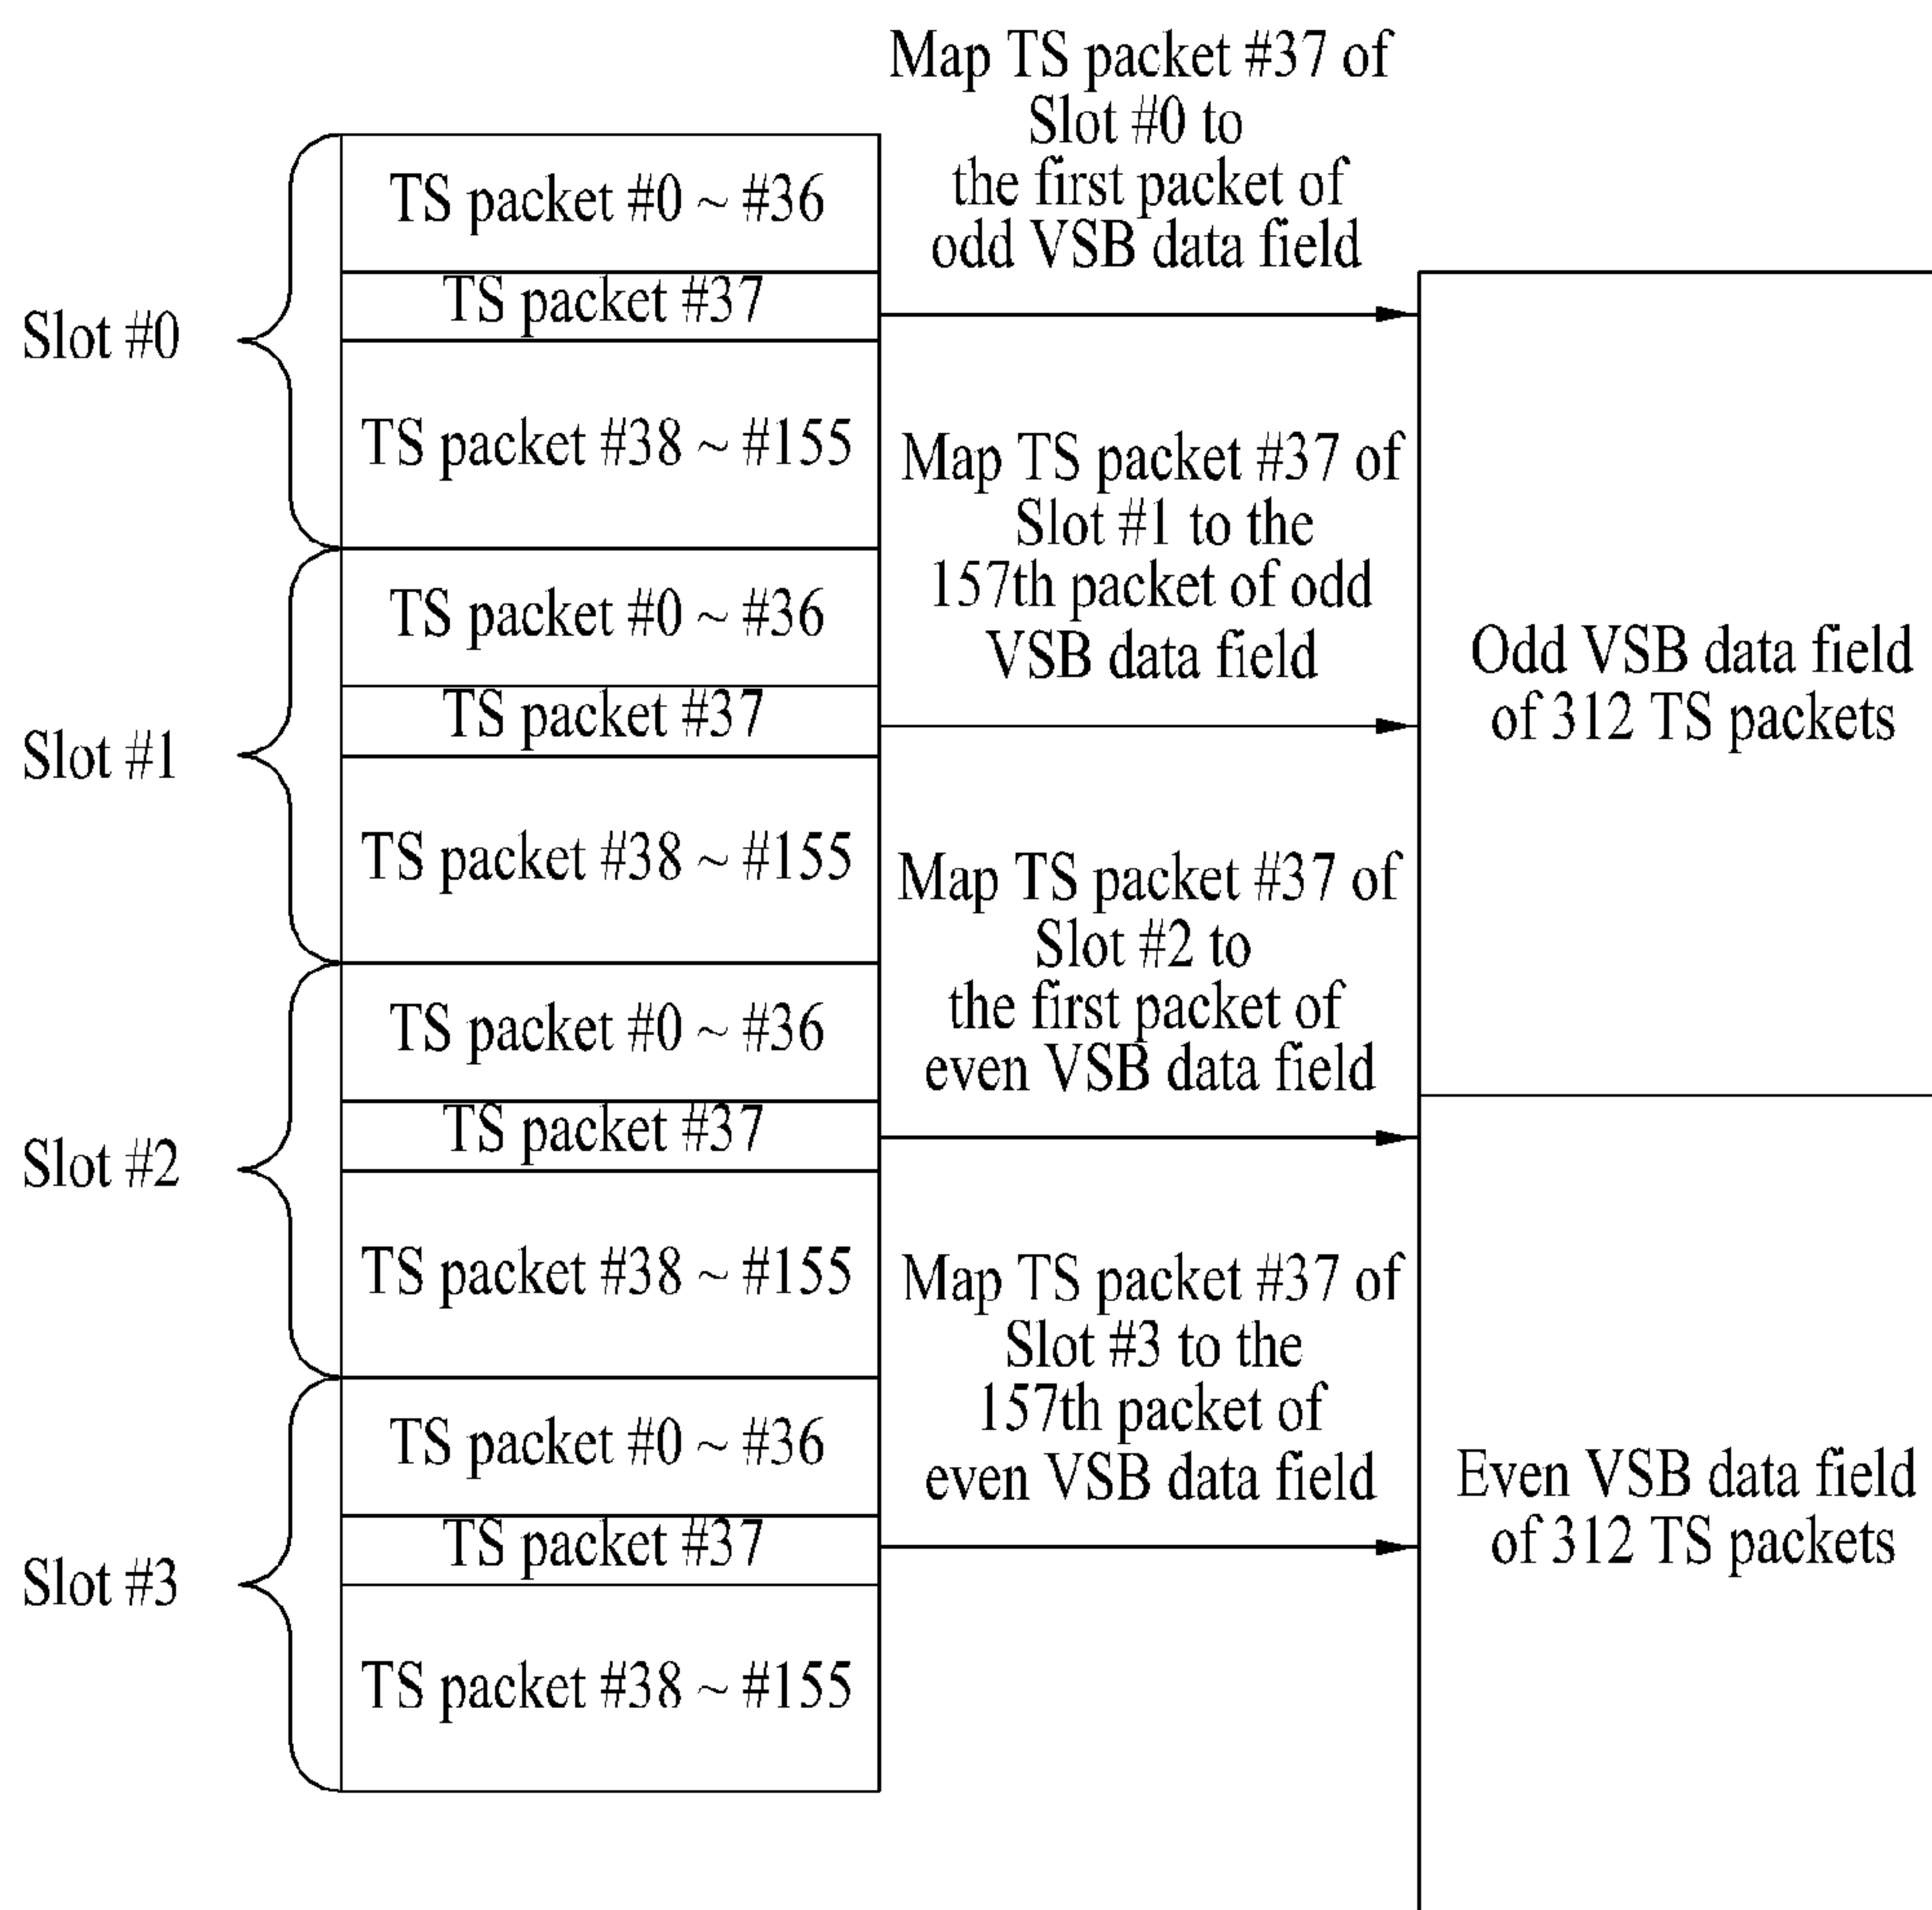 Map TS packet #37 of
Slot #0 to
the first packet of
odd VSB data field
Slot #0
TS packet #0 ~ #36
TS packet #37
TS packet #38 ~ #155
Map TS packet #37 of
Slot #1 to the
157th packet of odd
VSB data field
Slot #1
TS packet #0 ~ #36
TS packet #37
TS packet #38 ~ #155
Odd VSB data field
of 312 TS packets
Map TS packet #37 of
Slot #2 to
the first packet of
even VSB data field
Slot #2
TS packet #0 ~ #36
TS packet #37
TS packet #38 ~ #155
Map TS packet #37 of
Slot #3 to the
157th packet of
even VSB data field
Slot #3
TS packet #0 ~ #36
TS packet #37
TS packet #38 ~ #155
Even VSB data field
of 312 TS packets